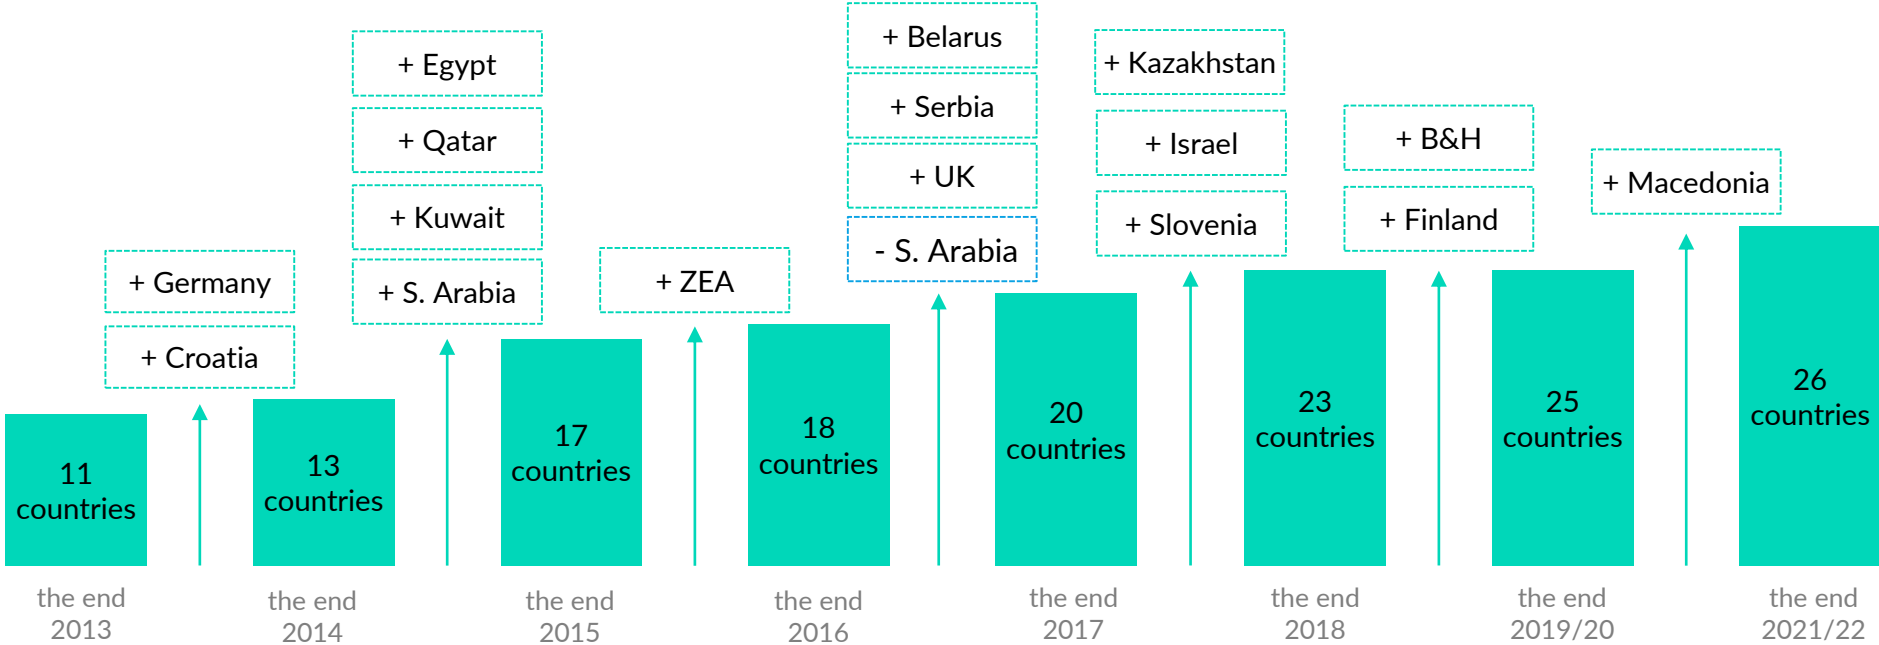 + Germany
+ Croatia
+ Egypt
+ Qatar
+ Kuwait
+ S. Arabia
+ ZEA
+ Belarus
+ Serbia
+ UK
- S. Arabia
+ Kazakhstan
+ Israel
+ Slovenia
+ B&H
+ Finland
+ Macedonia
11
countries
13
countries
17
countries
18
countries
20
countries
23
countries
25
countries
26
countries
the end
2013
the end
2014
the end
2015
the end
2016
the end
2017
the end
2018
the end
2019/20
the end
2021/22